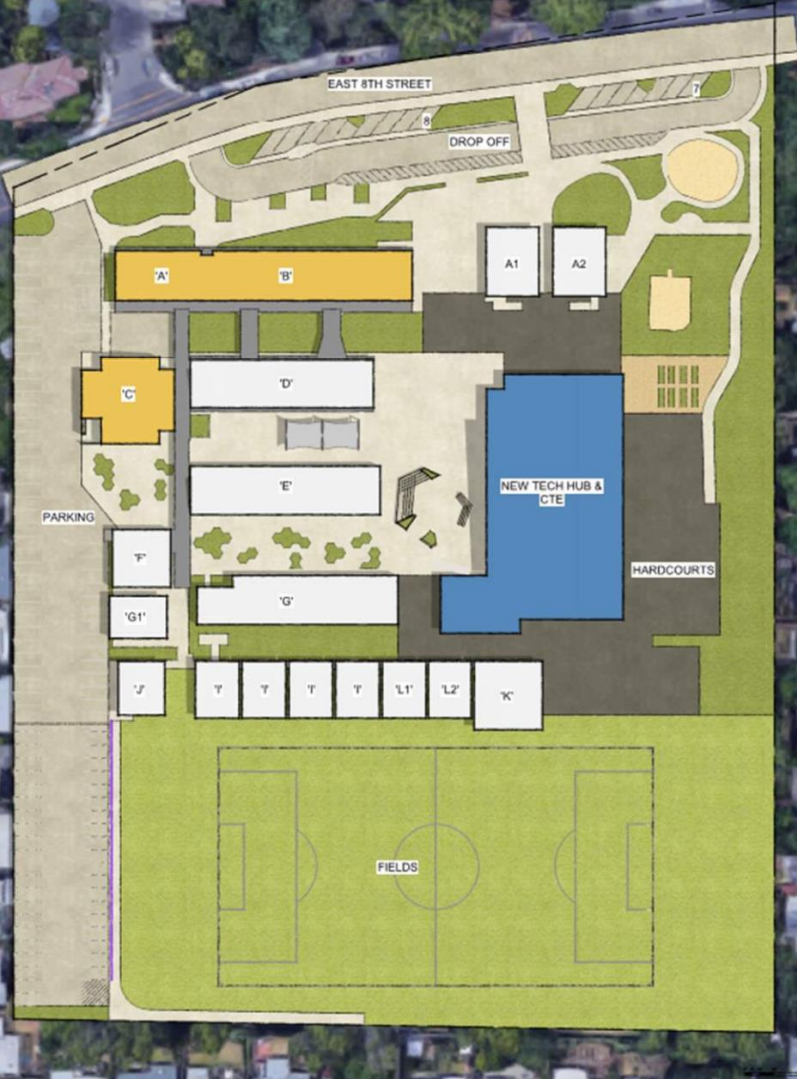 EAST 8TH STREET
7
8
DROP OFF
A1
A2
'A'
'B'
'D'
'C'
'E'
NEW TECH HUB &
CTE
PARKING
'F'
HARDCOURTS
'G'
'G1'
'J'
'I'
'I'
'I'
'I'
'L1'
'L2'
'K'
FIELDS